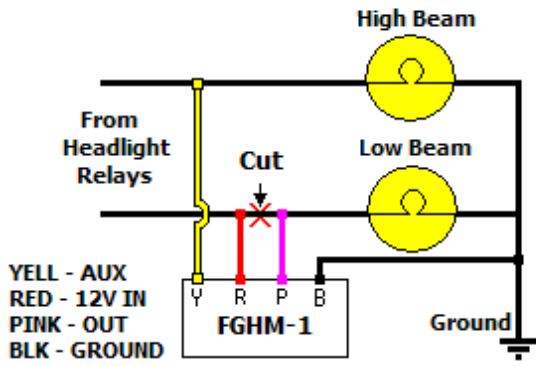 High Beam
From
Headlight
Relays
Cut
Low Beam
YELL - AUX
RED - 12V IN
PINK - OUT
BLK - GROUND
Y R P B
FGHM-1
Ground